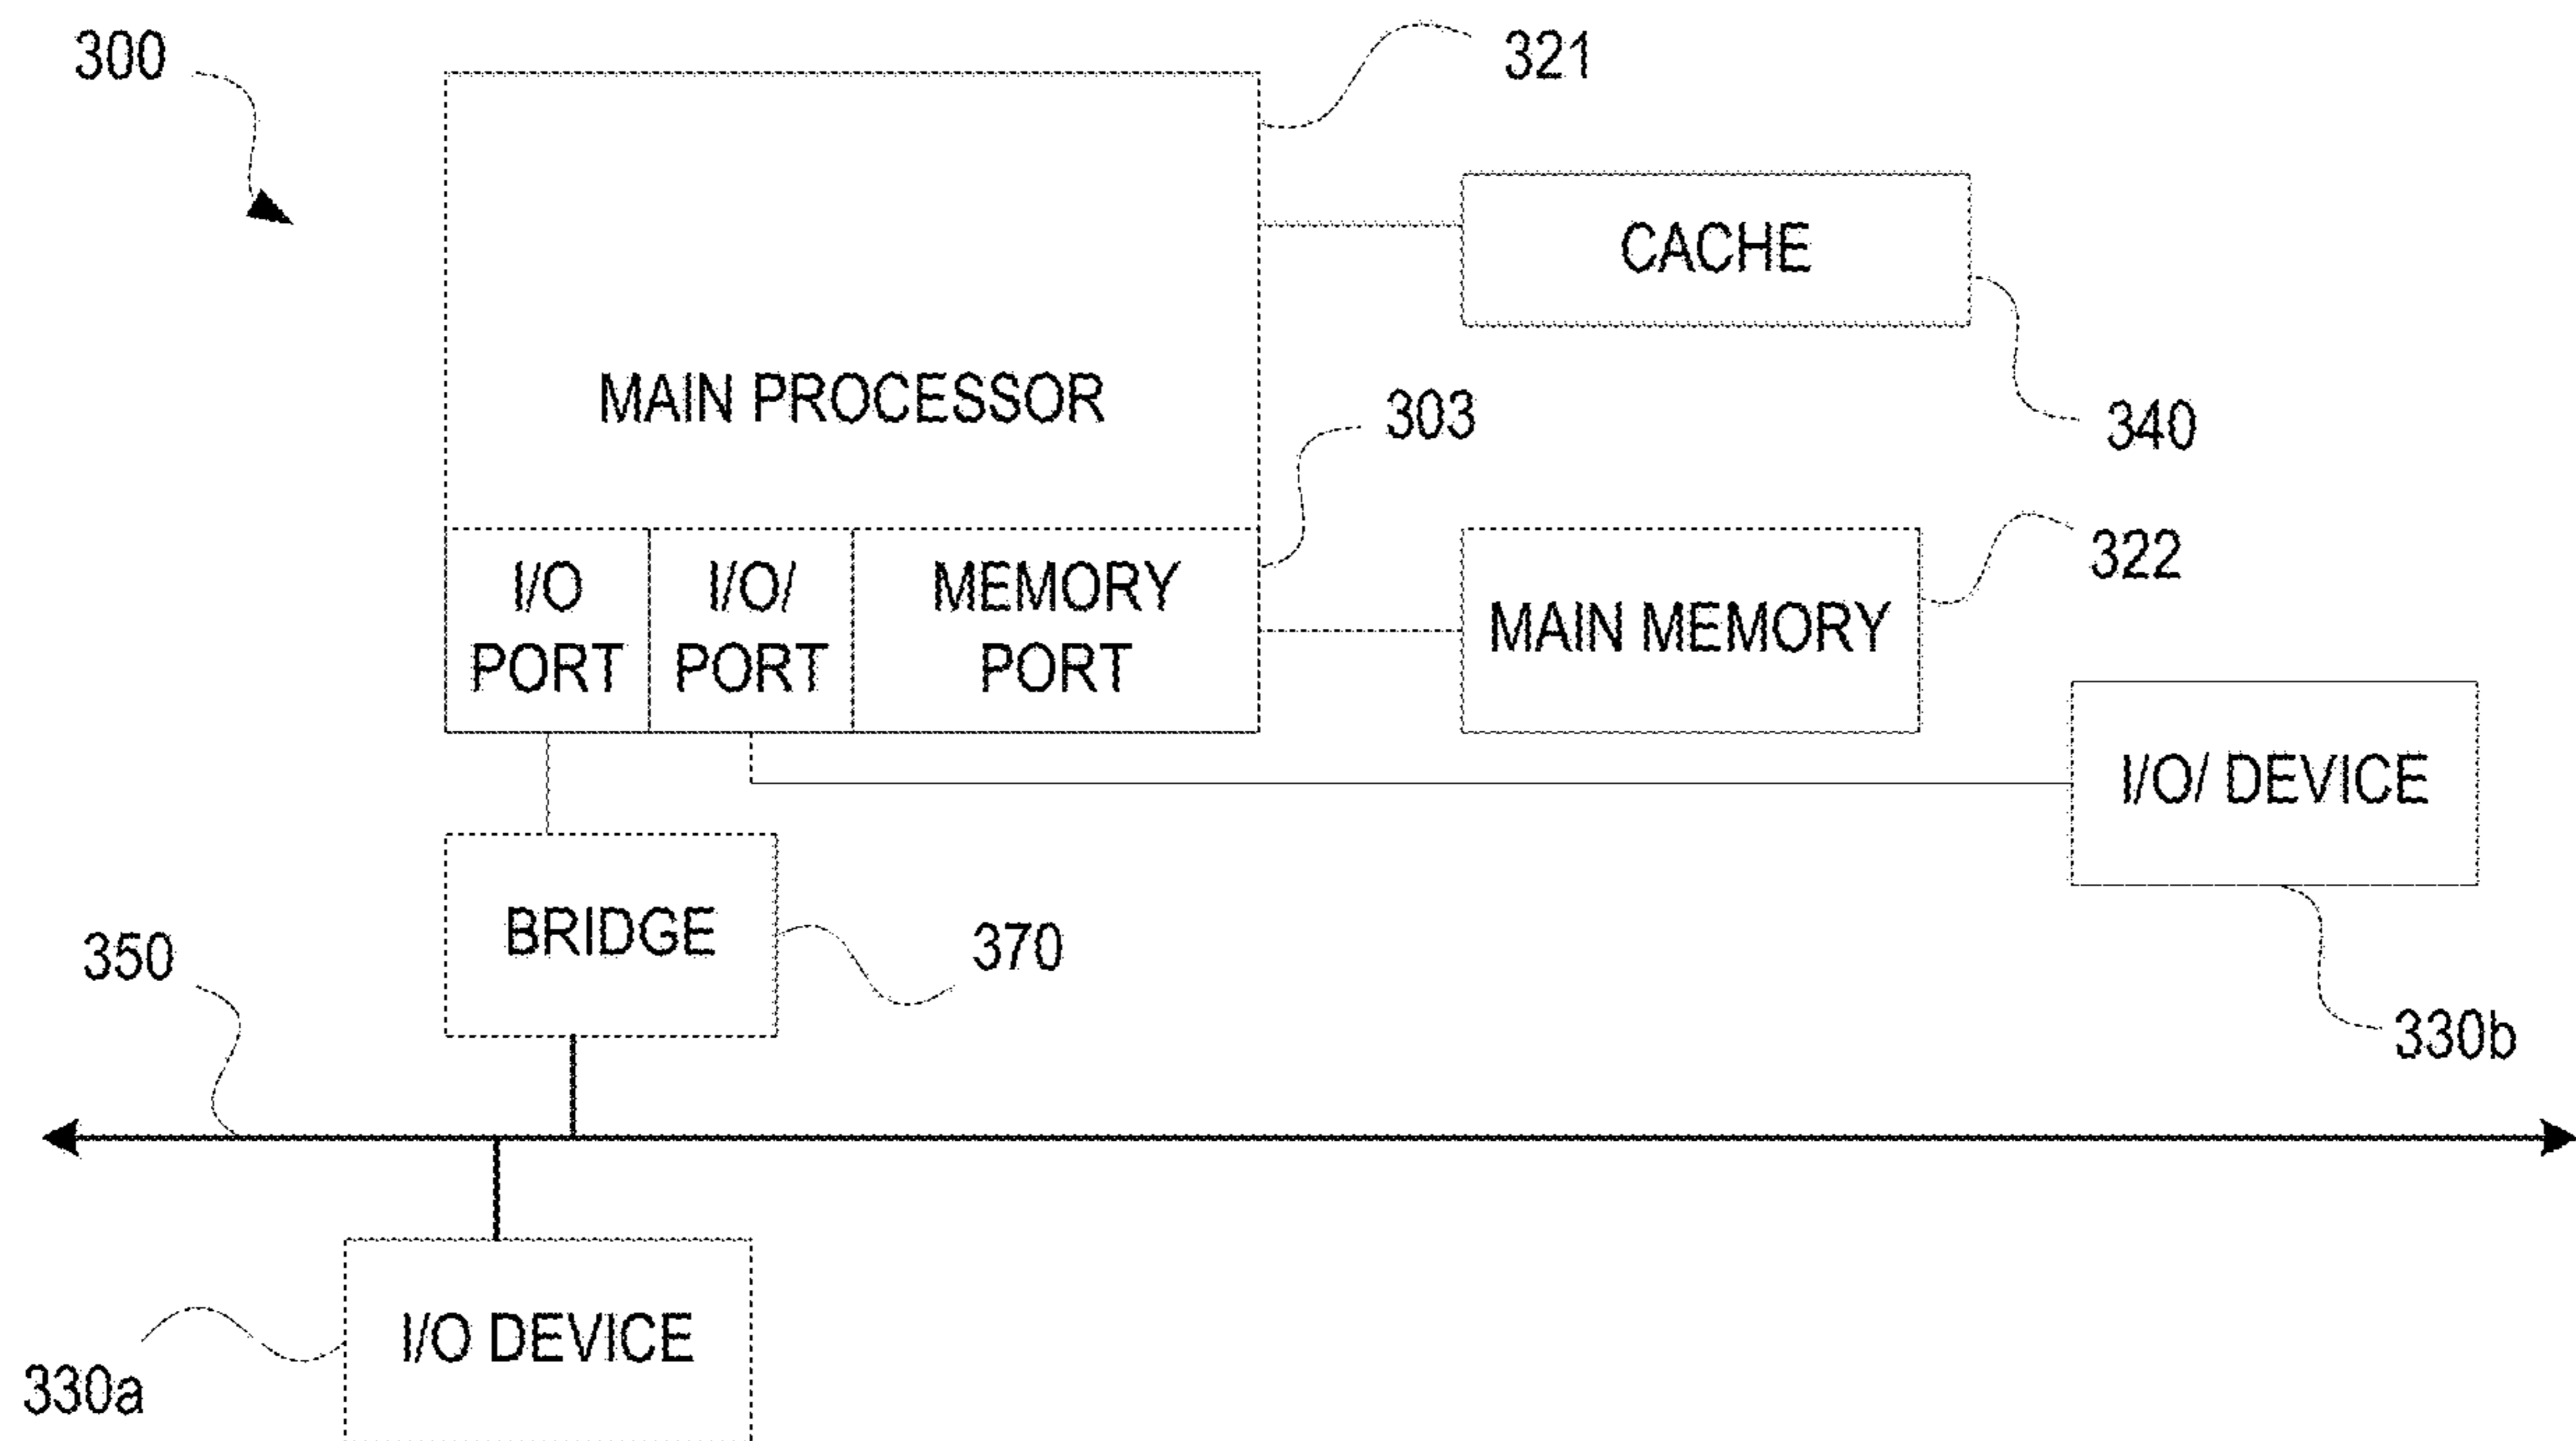 300
321
CACHE
MAIN PROCESSOR
303
340
I/O
PORT
I/O/
PORT
MEMORY
PORT
MAIN MEMORY
322
I/O/ DEVICE
BRIDGE
370
350
330b
I/O DEVICE
330a